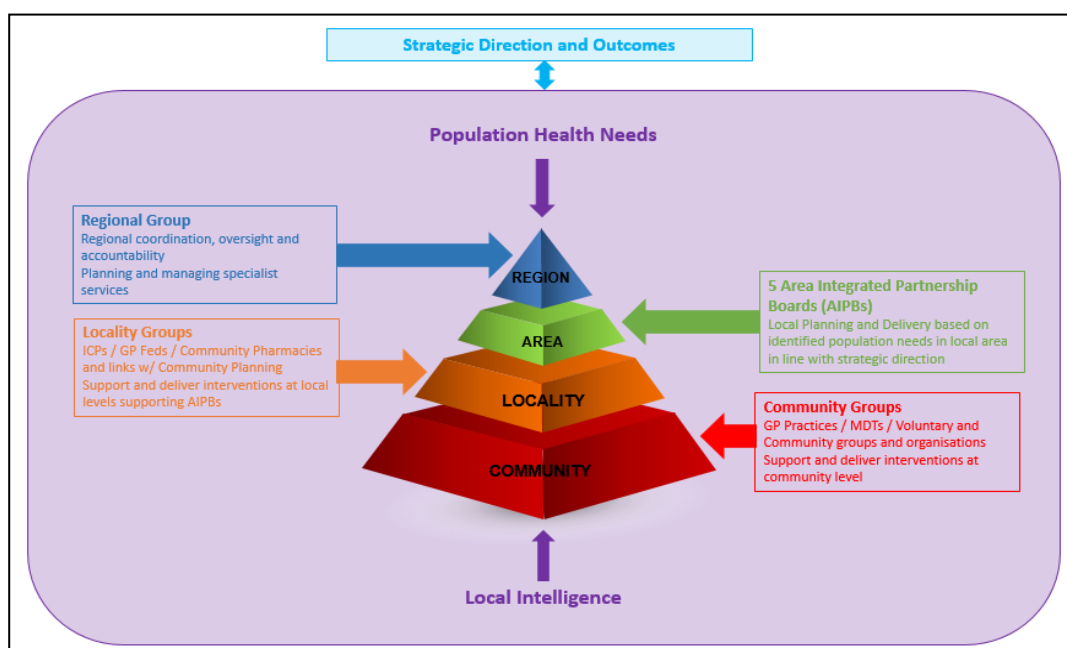 Strategic Direction and Outcomes
Population Health Needs
Regional Group
Regional coordination, oversight and
accountability
Planning and managing specialist
services
REGION
5 Area Integrated Partnership
Boards (AIPBs)
Local Planning and Delivery based on
identified population needs in local area
in line with strategic direction
AREA
Locality Groups
ICPs / GP Feds / Community Pharmacies
and links w/ Community Planning
Support and deliver interventions at local
levels supporting AIPBs
LOCALITY
Community Groups
GP Practices / MDTs / Voluntary and
Community groups and organisations
Support and deliver interventions at
community level
COMMUNITY
Local Intelligence